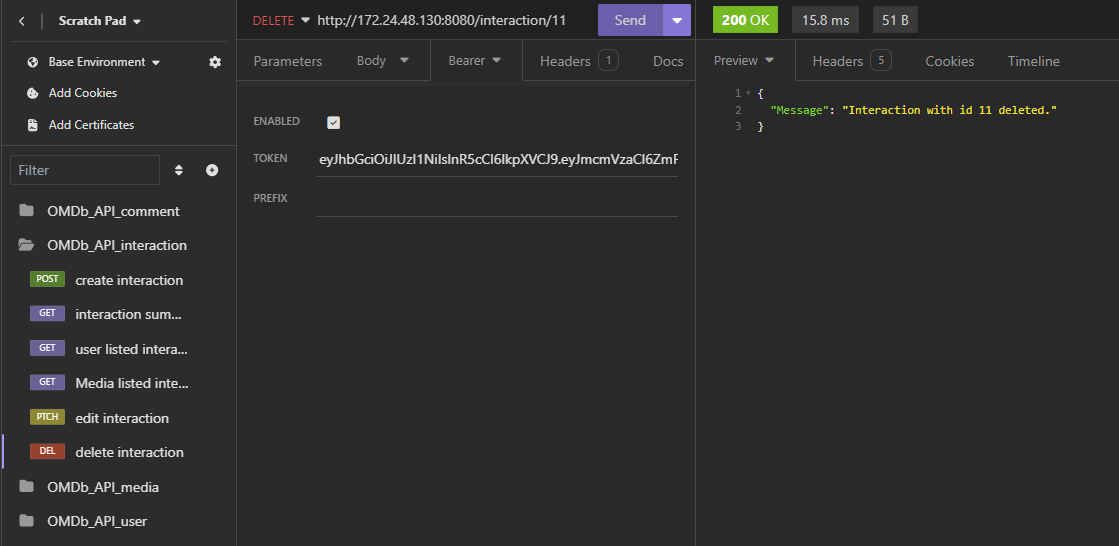 Scratch Pad
Base Environment
Add Cookies
Add Certificates
Filter
OMDb_API_comment
OMDb_API_interaction
POST create interaction
GET interaction sum...
GET user listed intera...
GET Media listed inte...
PTCH edit interaction
DEL delete interaction
OMDb_API_media
OMDb_API_user
DELETE http://172.24.48.130:8080/interaction/11 Send
Parameters Body Bearer Headers 1 Docs
ENABLED
TOKEN eyJhbGciOiJIUzI1NiIsInR5cCI6IkpXVCJ9.eyJmcmVzaCI6ZmF
PREFIX
200 OK 15.8 ms 51 B
Preview Headers 5 Cookies Timeline
1 {
2 "Message": "Interaction with id 11 deleted."
3 }